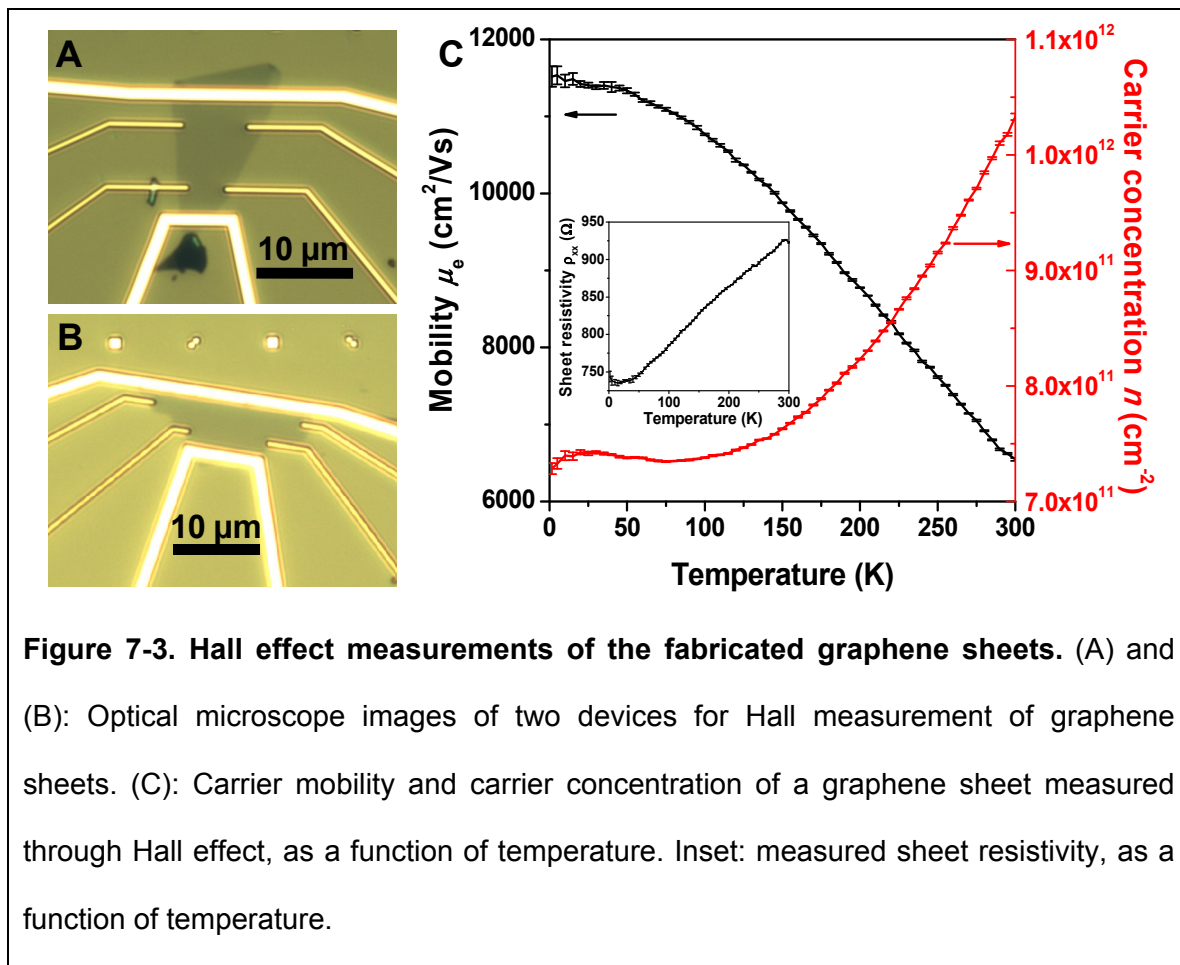 A
10 µm
B
10 µm
C
12000
10000
8000
6000
Mobility μe (cm²/Vs)
0 50 100 150 200 250 300
Temperature (K)
1.1x10¹²
1.0x10¹²
9.0x10¹¹
8.0x10¹¹
7.0x10¹¹
Carrier concentration n (cm⁻²)
950
900
850
800
750
Sheet resistivity ρxx (Ω)
0 100 200 300
Temperature (K)
Figure 7-3. Hall effect measurements of the fabricated graphene sheets. (A) and
(B): Optical microscope images of two devices for Hall measurement of graphene
sheets. (C): Carrier mobility and carrier concentration of a graphene sheet measured
through Hall effect, as a function of temperature. Inset: measured sheet resistivity, as a
function of temperature.